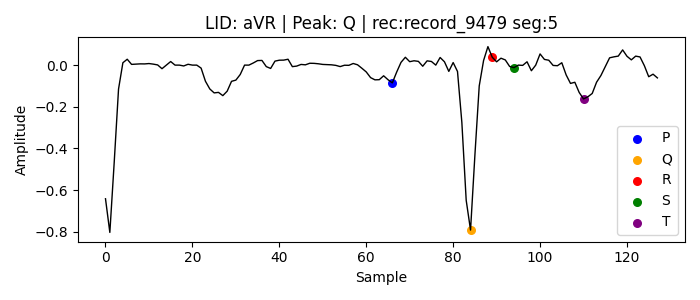 LID: aVR | Peak: Q | rec:record_9479 seg:5
Amplitude
0.0
−0.2
−0.4
−0.6
−0.8
P
Q
R
S
T
0 20 40 60 80 100 120
Sample